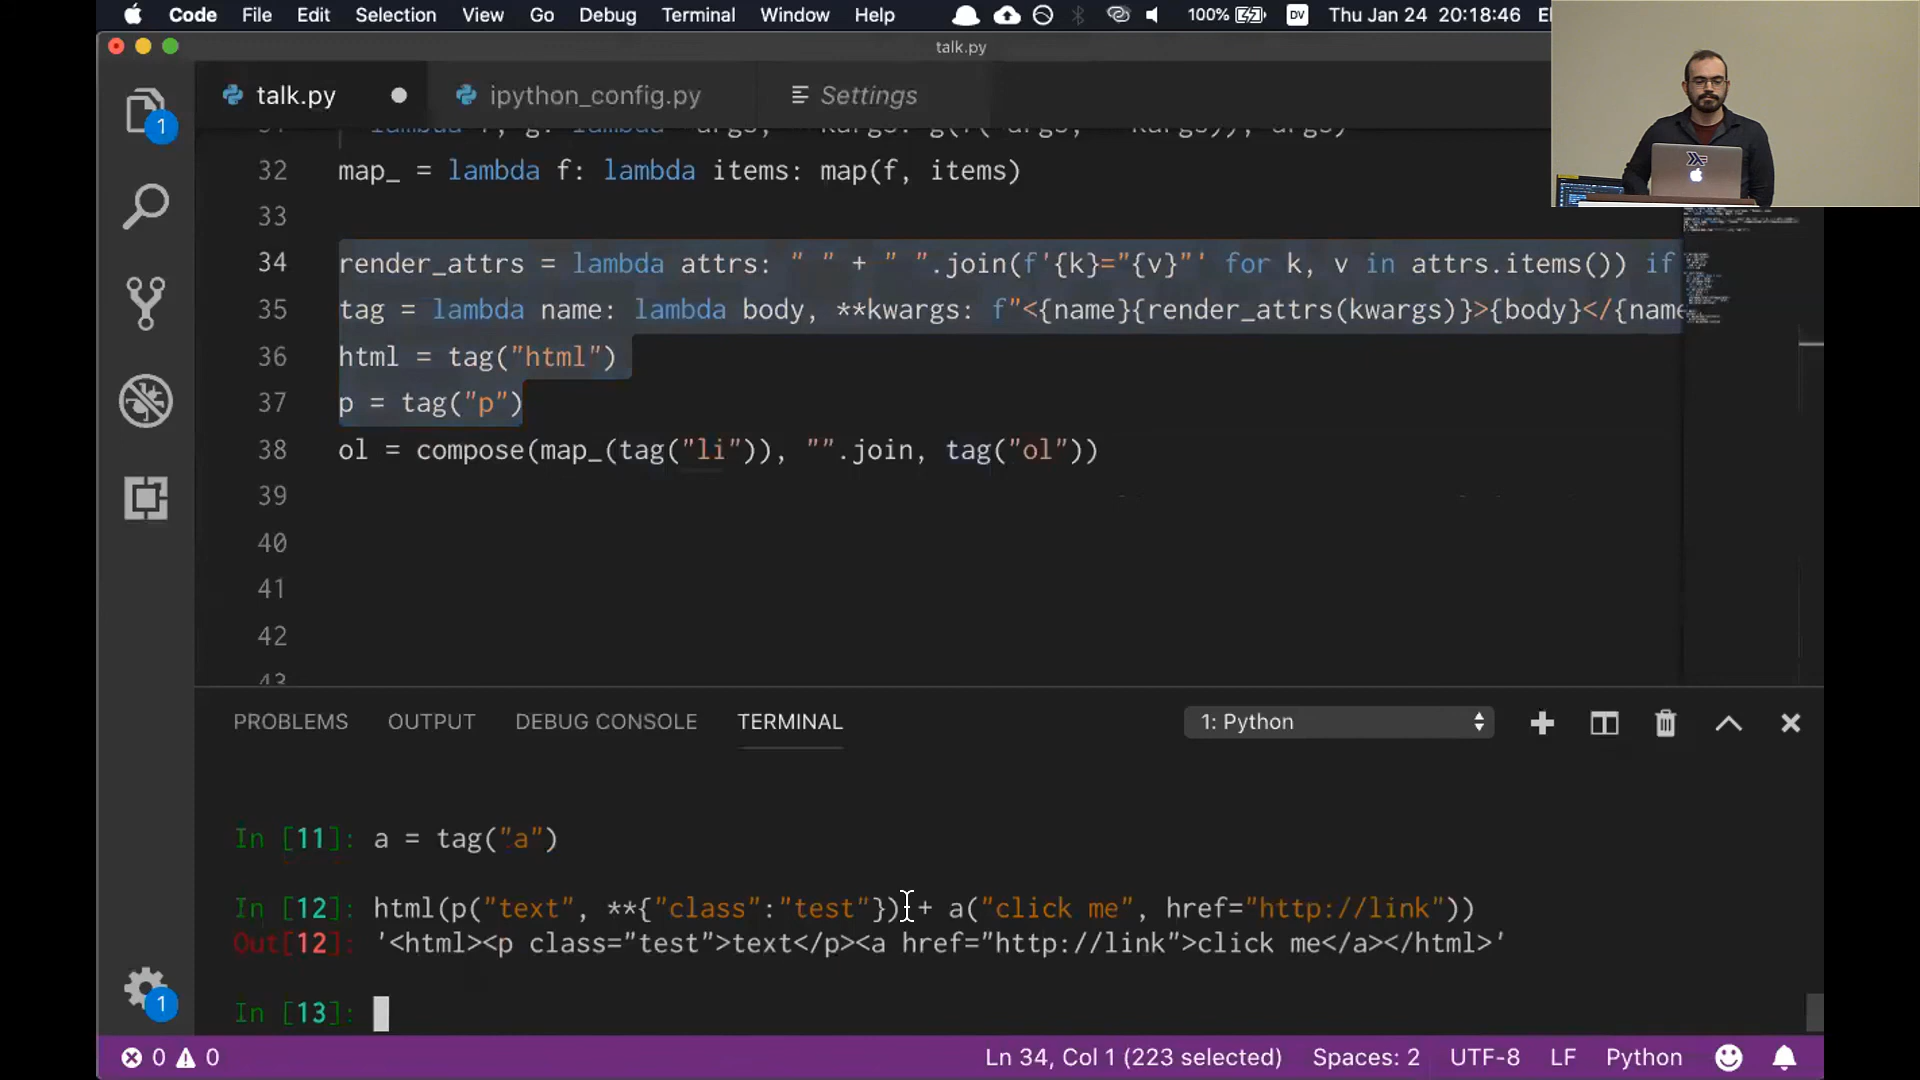 Code File Edit Selection View Go Debug Terminal Window Help 100% DV Thu Jan 24 20:18:46
talk.py
talk.py ipython_config.py Settings
32 map_ = lambda f: lambda items: map(f, items)
33
34 render_attrs = lambda attrs: " " + " ".join(f'{k}="{v}"' for k, v in attrs.items()) if
35 tag = lambda name: lambda body, **kwargs: f"<{name}{render_attrs(kwargs)}>{body}</{name
36 html = tag("html")
37 p = tag("p")
38 ol = compose(map_(tag("li")), "".join, tag("ol"))
39
40
41
42
43
PROBLEMS OUTPUT DEBUG CONSOLE TERMINAL 1: Python
In [11]: a = tag("a")
In [12]: html(p("text", **{"class":"test"}) + a("click me", href="http://link"))
Out[12]: '<html><p class="test">text</p><a href="http://link">click me</a></html>'
In [13]:
0 0 Ln 34, Col 1 (223 selected) Spaces: 2 UTF-8 LF Python
1
1